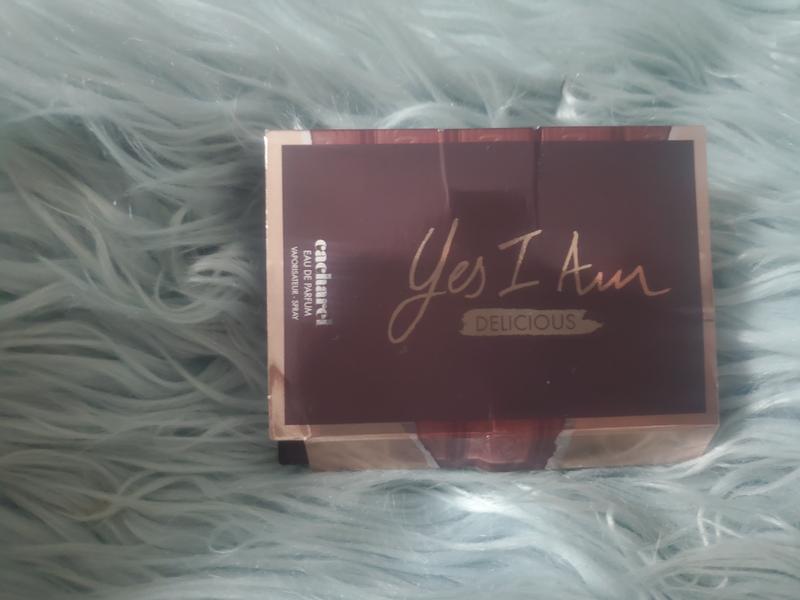 Yes I Am
DELICIOUS
cacharel
EAU DE PARFUM
VAPORISATEUR - SPRAY